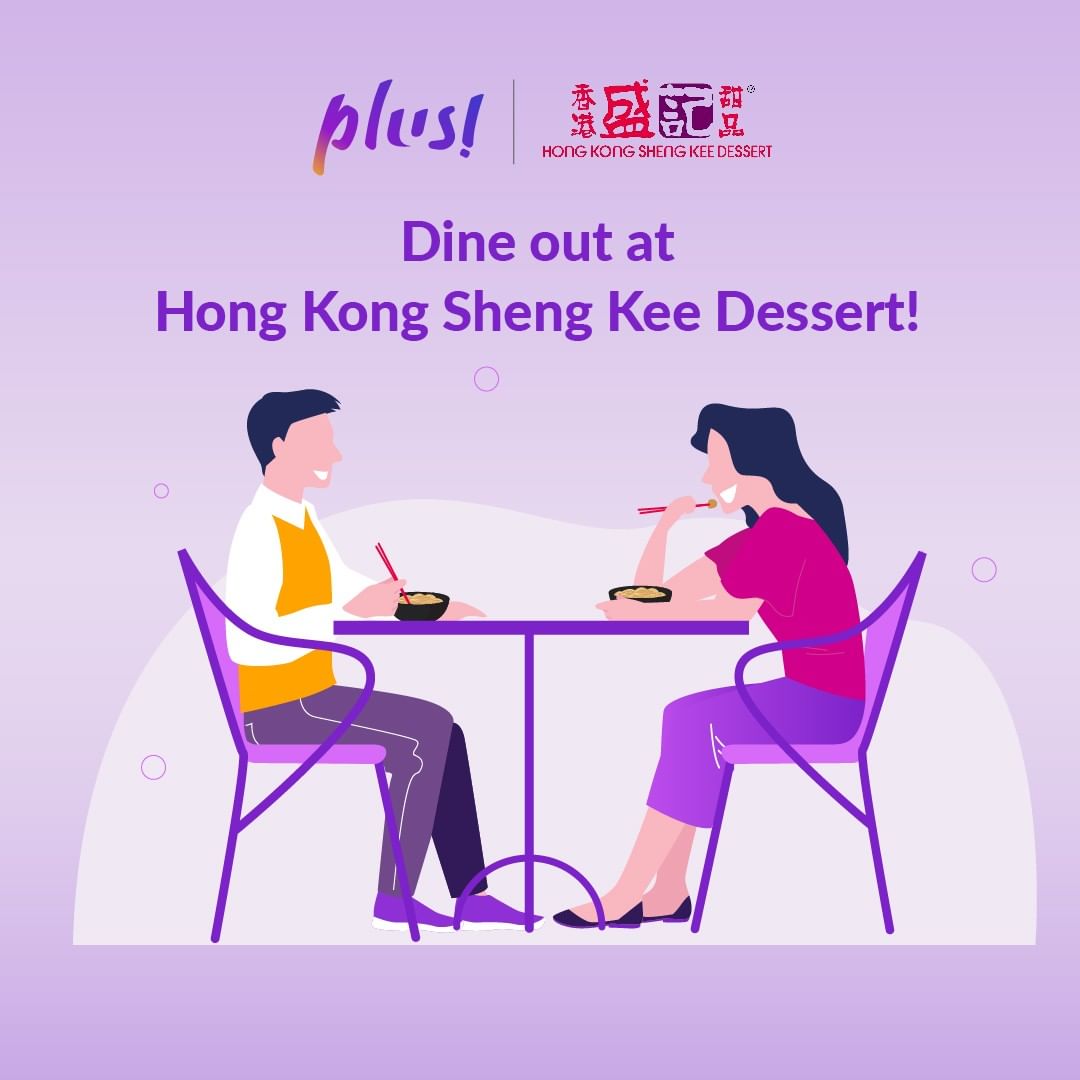 plus!
香港 盛記 甜品 ®
HONG KONG SHENG KEE DESSERT
Dine out at
Hong Kong Sheng Kee Dessert!